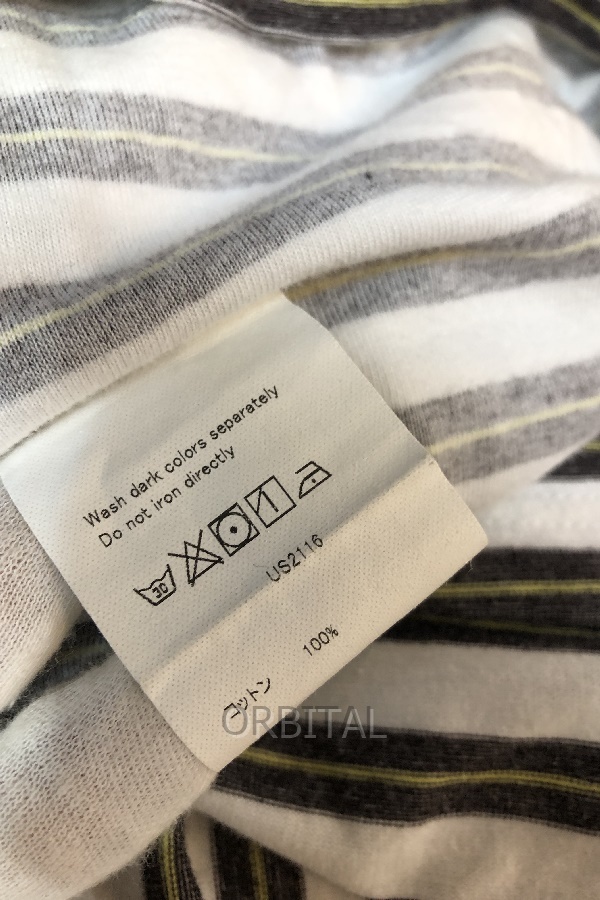 Wash dark colors separately
Do not iron directly
30
US2116
コットン 100%
ORBITAL